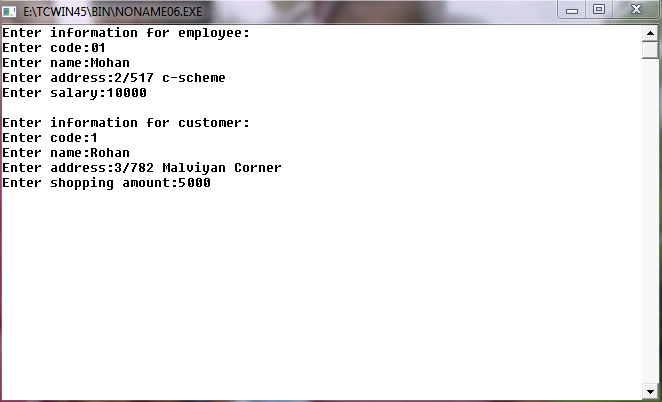 E:\TCWIN45\BIN\NONAME06.EXE
Enter information for employee:
Enter code:01
Enter name:Mohan
Enter address:2/517 c-scheme
Enter salary:10000
Enter information for customer:
Enter code:1
Enter name:Rohan
Enter address:3/782 Malviyan Corner
Enter shopping amount:5000